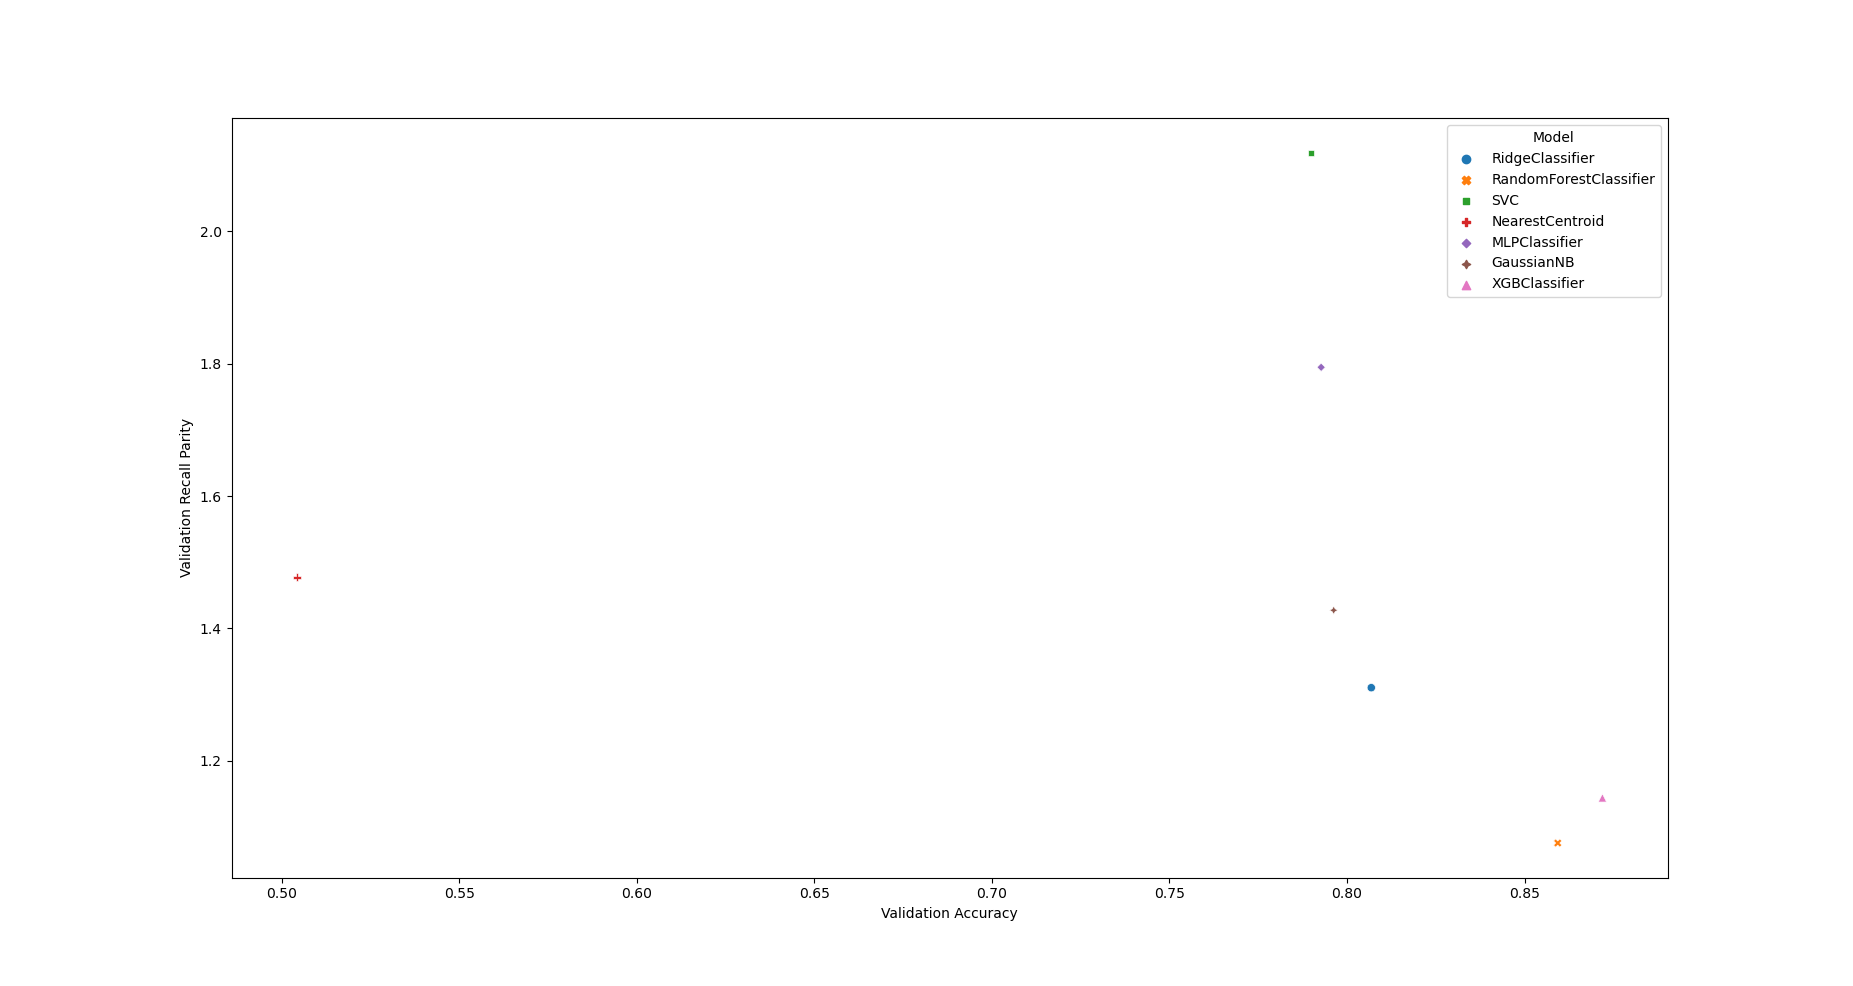 Model
RidgeClassifier
RandomForestClassifier
SVC
NearestCentroid
MLPClassifier
GaussianNB
XGBClassifier
Validation Recall Parity
2.0
1.8
1.6
1.4
1.2
0.50 0.55 0.60 0.65 0.70 0.75 0.80 0.85
Validation Accuracy